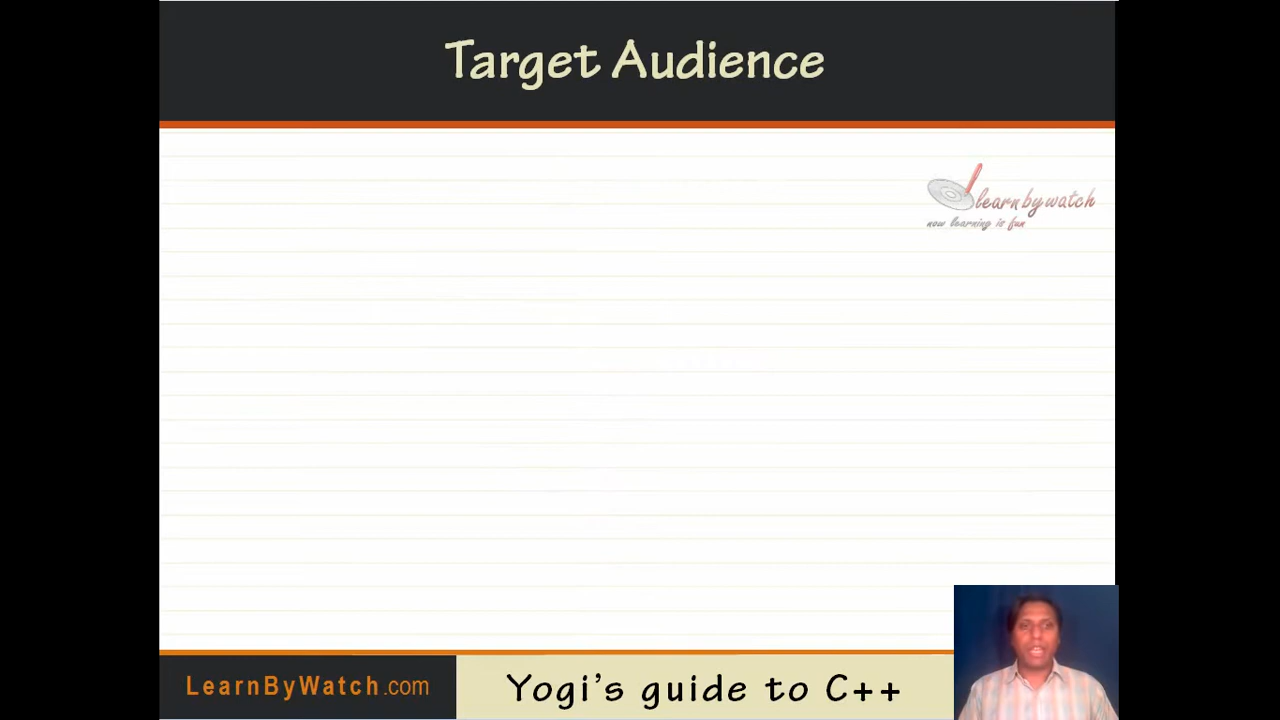 Target Audience
learnbywatch
now learning is fun
LearnByWatch.com
Yogi's guide to C++